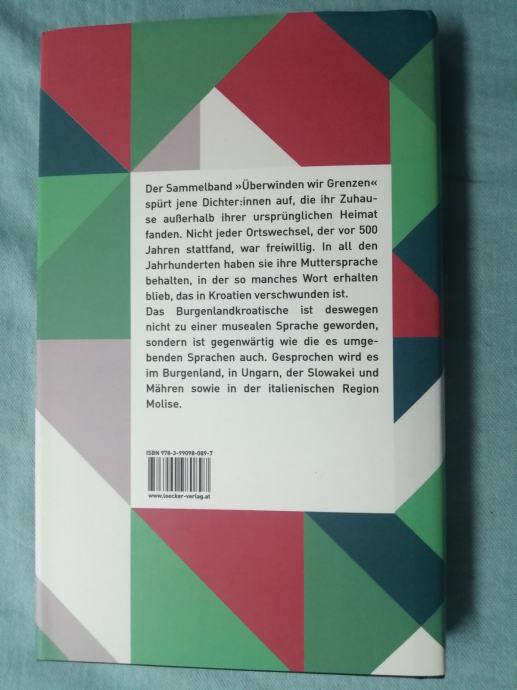 Der Sammelband »Überwinden wir Grenzen«
spürt jene Dichter:innen auf, die ihr Zuhau-
se außerhalb ihrer ursprünglichen Heimat
fanden. Nicht jeder Ortswechsel, der vor 500
Jahren stattfand, war freiwillig. In all den
Jahrhunderten haben sie ihre Muttersprache
behalten, in der so manches Wort erhalten
blieb, das in Kroatien verschwunden ist.
Das Burgenlandkroatische ist deswegen
nicht zu einer musealen Sprache geworden,
sondern ist gegenwärtig wie die es umge-
benden Sprachen auch. Gesprochen wird es
im Burgenland, in Ungarn, der Slowakei und
Mähren sowie in der italienischen Region
Molise.
ISBN 978-3-99098-089-7
www.loecker-verlag.at